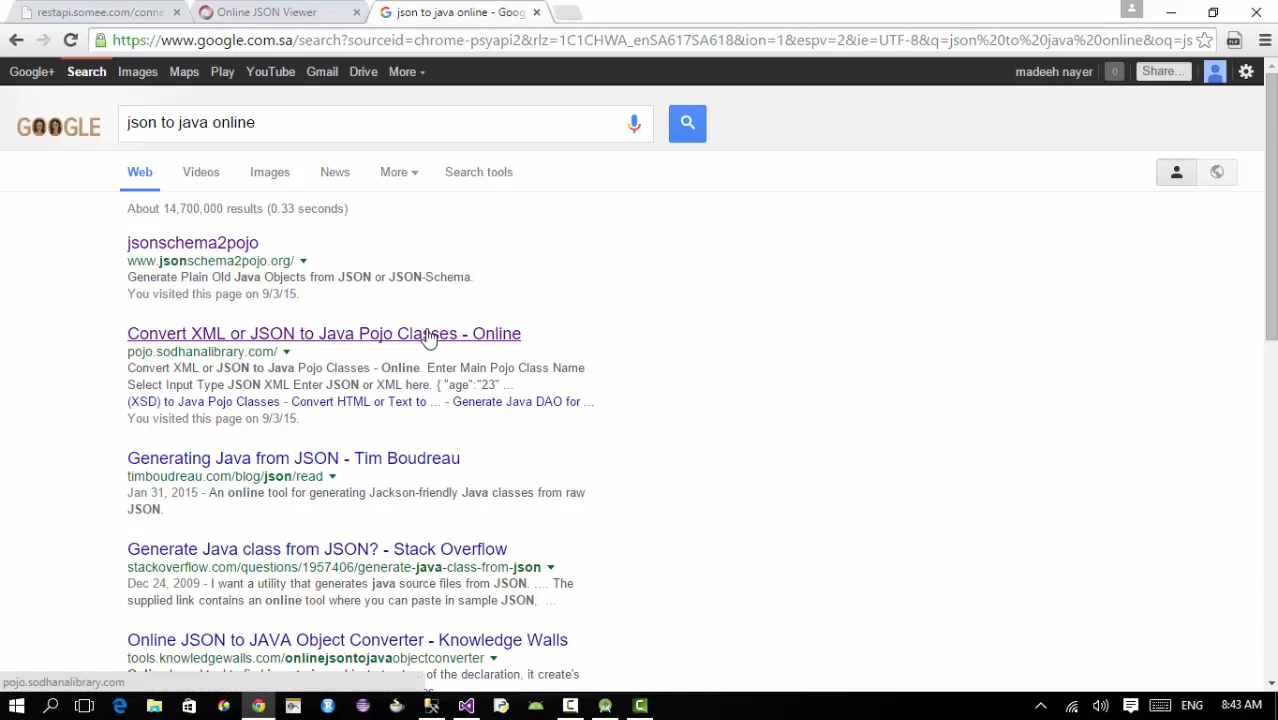 restapi.somee.com/conne
Online JSON Viewer
json to java online - Goog
https://www.google.com.sa/search?sourceid=chrome-psyapi2&rlz=1C1CHWA_enSA617SA618&ion=1&espv=2&ie=UTF-8&q=json%20to%20java%20online&oq=js
Google+ Search Images Maps Play YouTube Gmail Drive More
madeeh nayer 0 Share...
GOOGLE
json to java online
Web Videos Images News More Search tools
About 14,700,000 results (0.33 seconds)
jsonschema2pojo
www.jsonschema2pojo.org/
Generate Plain Old Java Objects from JSON or JSON-Schema.
You visited this page on 9/3/15.
Convert XML or JSON to Java Pojo Classes - Online
pojo.sodhanalibrary.com/
Convert XML or JSON to Java Pojo Classes - Online. Enter Main Pojo Class Name
Select Input Type JSON XML Enter JSON or XML here. { "age":"23" ...
(XSD) to Java Pojo Classes - Convert HTML or Text to ... - Generate Java DAO for ...
You visited this page on 9/3/15.
Generating Java from JSON - Tim Boudreau
timboudreau.com/blog/json/read
Jan 31, 2015 - An online tool for generating Jackson-friendly Java classes from raw
JSON.
Generate Java class from JSON? - Stack Overflow
stackoverflow.com/questions/1957406/generate-java-class-from-json
Dec 24, 2009 - I want a utility that generates java source files from JSON. .... The
supplied link contains an online tool where you can paste in sample JSON, ...
Online JSON to JAVA Object Converter - Knowledge Walls
tools.knowledgewalls.com/onlinejsontojavaobjectconverter
of the declaration, it create's
pojo.sodhanalibrary.com
ENG 8:43 AM